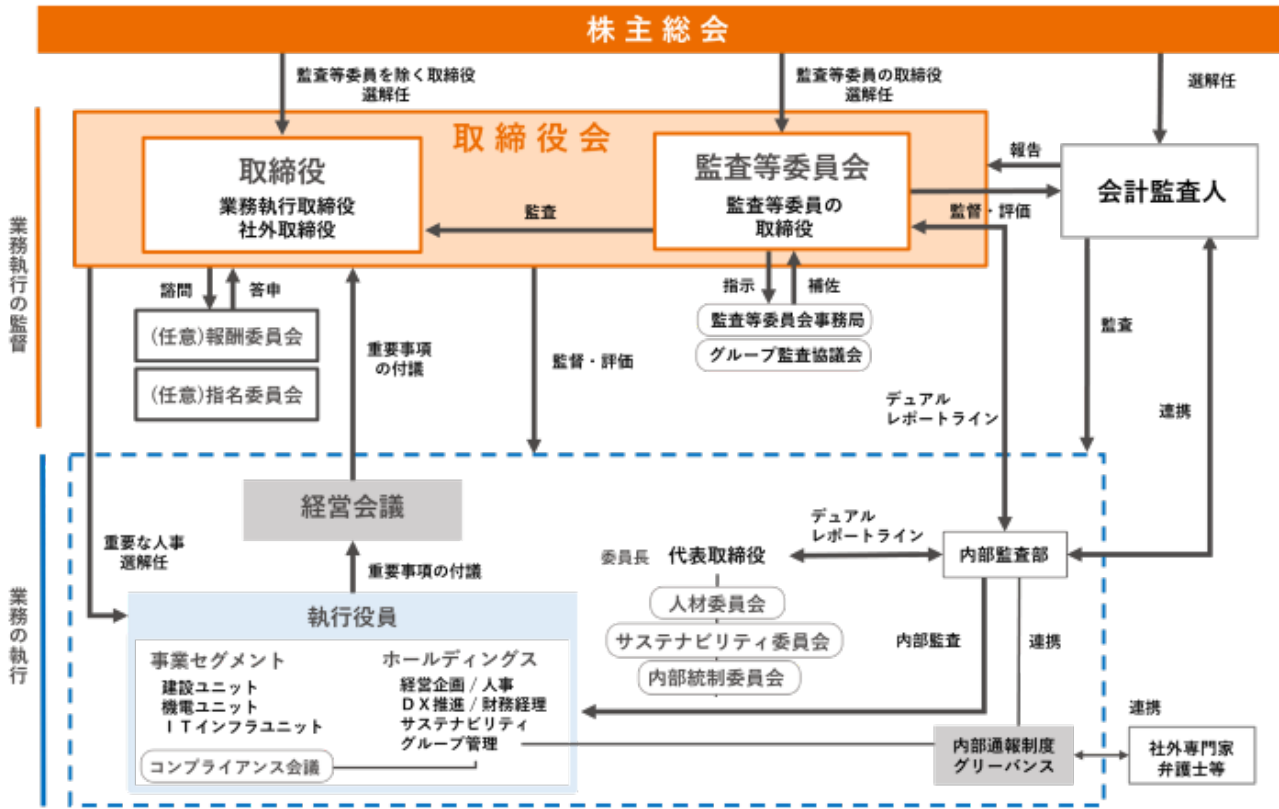 株主総会
監査等委員を除く取締役
選解任
監査等委員の取締役
選解任
選解任
業務執行の監督
取締役会
取締役
業務執行取締役
社外取締役
監査
監査等委員会
監査等委員の
取締役
報告
監督・評価
会計監査人
諮問
答申
(任意)報酬委員会
(任意)指名委員会
重要事項
の付議
監督・評価
指示
補佐
監査等委員会事務局
グループ監査協議会
デュアル
レポートライン
監査
連携
業務の執行
経営会議
重要な人事
選解任
重要事項の付議
委員長
代表取締役
デュアル
レポートライン
内部監査部
人材委員会
サステナビリティ委員会
内部統制委員会
内部監査
連携
執行役員
事業セグメント
建設ユニット
機電ユニット
ITインフラユニット
コンプライアンス会議
ホールディングス
経営企画 / 人事
DX推進 / 財務経理
サステナビリティ
グループ管理
内部通報制度
グリーバンス
連携
社外専門家
弁護士等